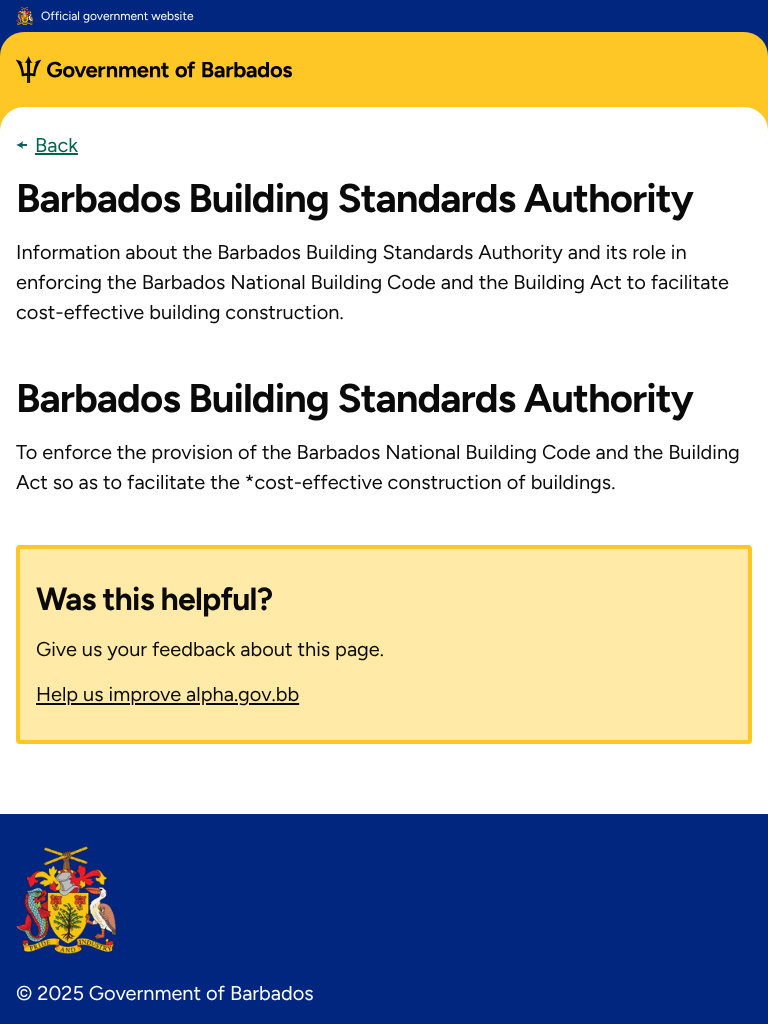 Official government website
Government of Barbados
Back
Barbados Building Standards Authority
Information about the Barbados Building Standards Authority and its role in
enforcing the Barbados National Building Code and the Building Act to facilitate
cost-effective building construction.
Barbados Building Standards Authority
To enforce the provision of the Barbados National Building Code and the Building
Act so as to facilitate the *cost-effective construction of buildings.
Was this helpful?
Give us your feedback about this page.
Help us improve alpha.gov.bb
PRIDE AND INDUSTRY
© 2025 Government of Barbados